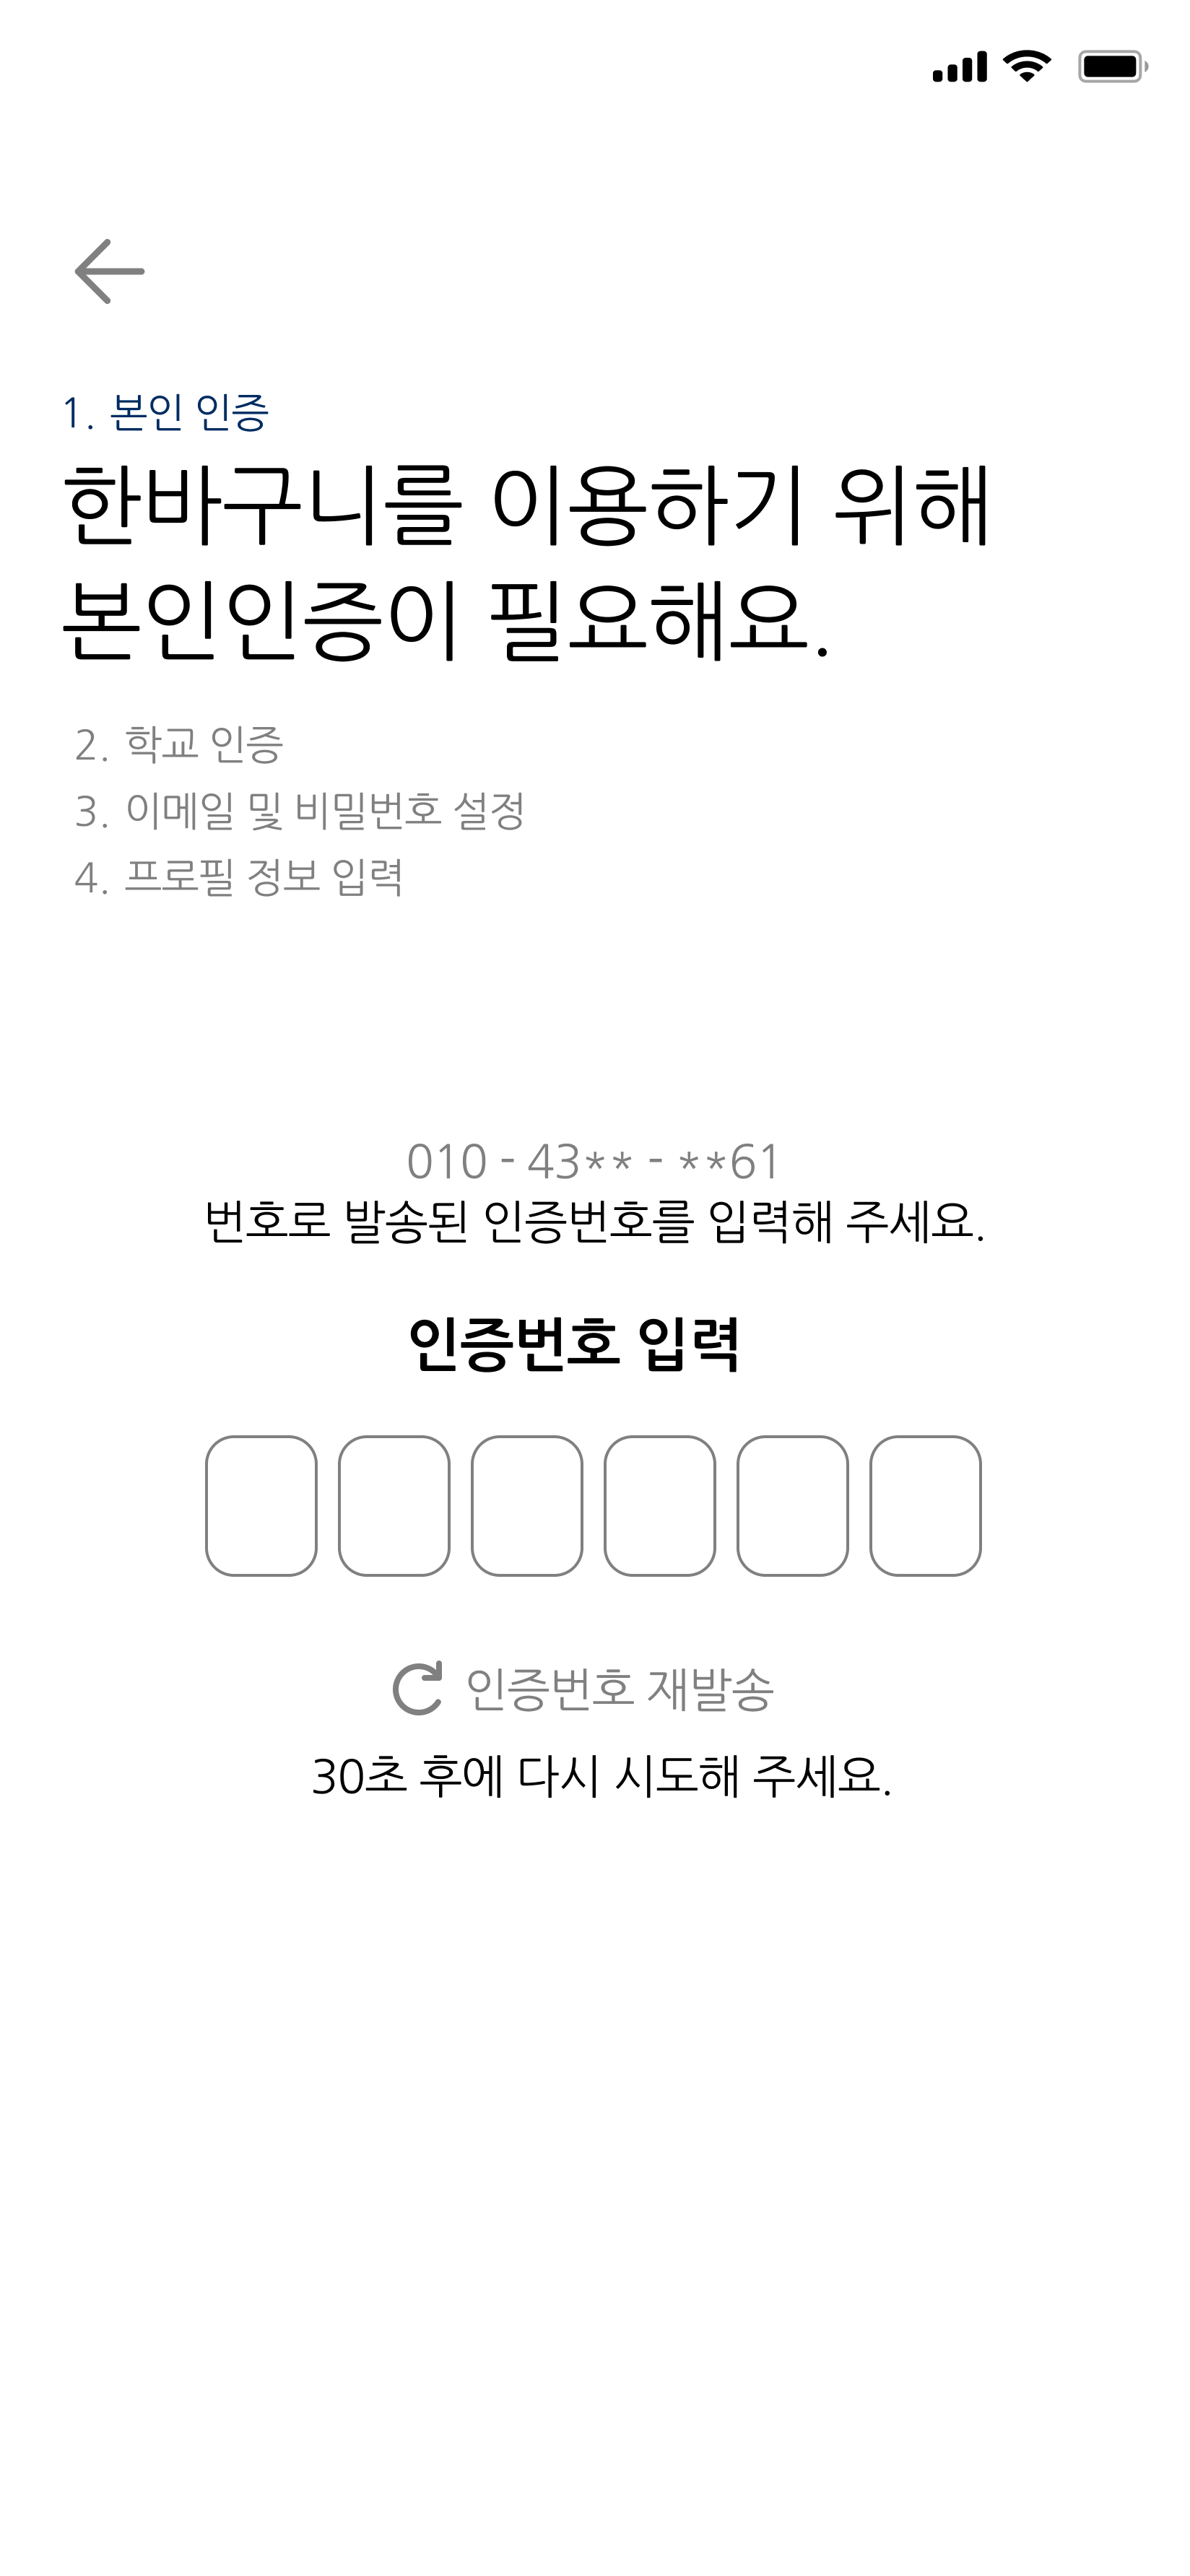 1. 본인 인증
한바구니를 이용하기 위해
본인인증이 필요해요.
2. 학교 인증
3. 이메일 및 비밀번호 설정
4. 프로필 정보 입력
010 - 43** - **61
번호로 발송된 인증번호를 입력해 주세요.
인증번호 입력
인증번호 재발송
30초 후에 다시 시도해 주세요.